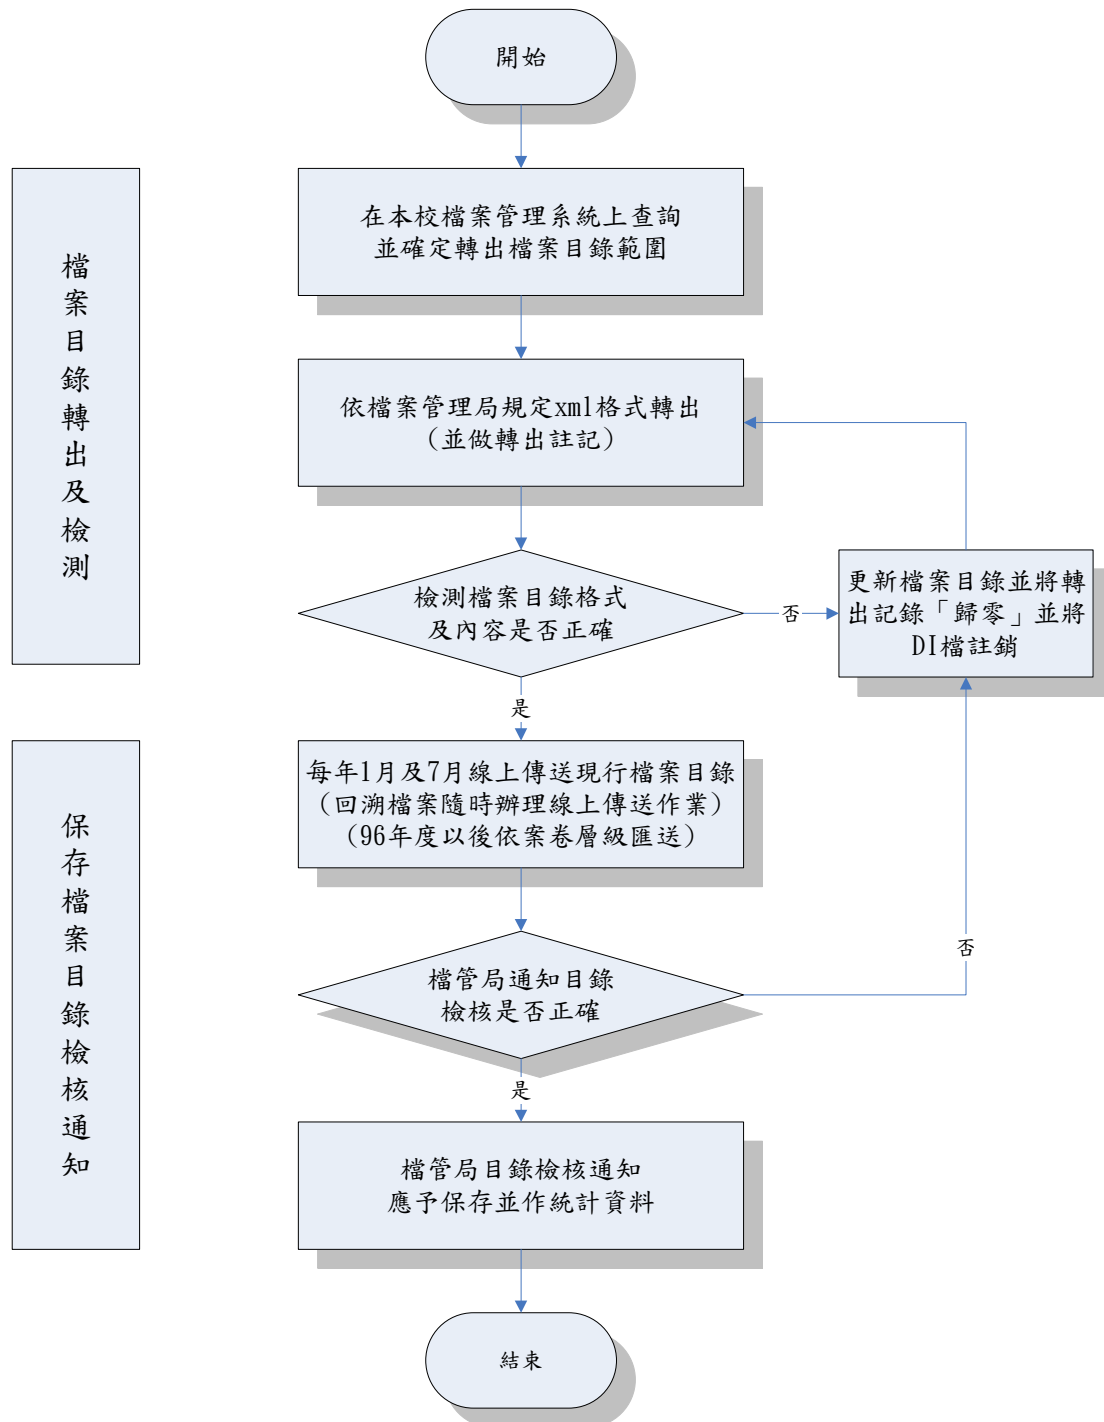 開始
在本校檔案管理系統上查詢
並確定轉出檔案目錄範圍
檔案目錄轉出及檢測
依檔案管理局規定xml格式轉出
（並做轉出註記）
檢測檔案目錄格式
及內容是否正確
否
更新檔案目錄並將轉
出記錄「歸零」並將
DI檔註銷
是
每年1月及7月線上傳送現行檔案目錄
（回溯檔案隨時辦理線上傳送作業）
（96年度以後依案卷層級匯送）
保存檔案目錄檢核通知
檔管局通知目錄
檢核是否正確
否
是
檔管局目錄檢核通知
應予保存並作統計資料
結束